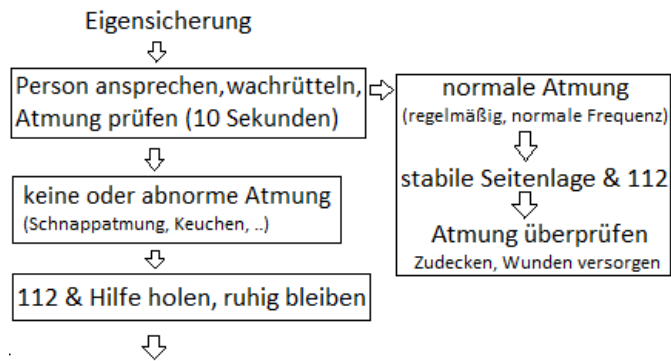 Eigensicherung
Person ansprechen, wachrütteln,
Atmung prüfen (10 Sekunden)
normale Atmung
(regelmäßig, normale Frequenz)
stabile Seitenlage & 112
Atmung überprüfen
Zudecken, Wunden versorgen
keine oder abnorme Atmung
(Schnappatmung, Keuchen, ..)
112 & Hilfe holen, ruhig bleiben